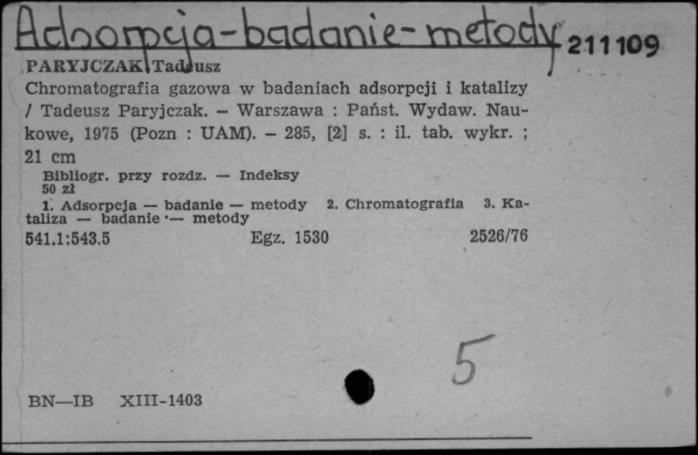 Adsorpcja-badanie-metody 211109
PARYJCZAK Tadeusz
Chromatografia gazowa w badaniach adsorpcji i katalizy
/ Tadeusz Paryjczak. — Warszawa : Państ. Wydaw. Nau-
kowe, 1975 (Pozn : UAM). — 285, [2] s. : il. tab. wykr. ;
21 cm
Bibliogr. przy rozdz. — Indeksy
50 zł
1. Adsorpcja — badanie — metody 2. Chromatografia 3. Ka-
taliza — badanie — metody
541.1:543.5 Egz. 1530 2526/76
5
BN—IB XIII-1403